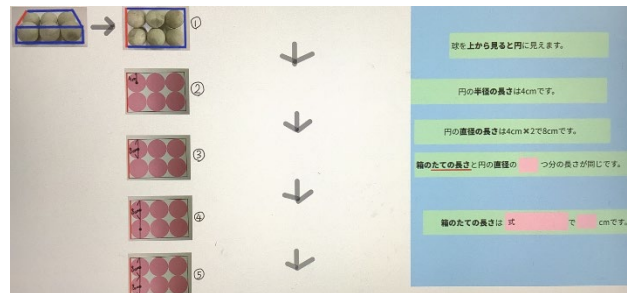 ①
球を上から見ると円に見えます。
②
円の半径の長さは4cmです。
円の直径の長さは4cm✖2で8cmです。
③
箱のたての長さと円の直径の つ分の長さが同じです。
④
箱のたての長さは 式 で cmです。
⑤